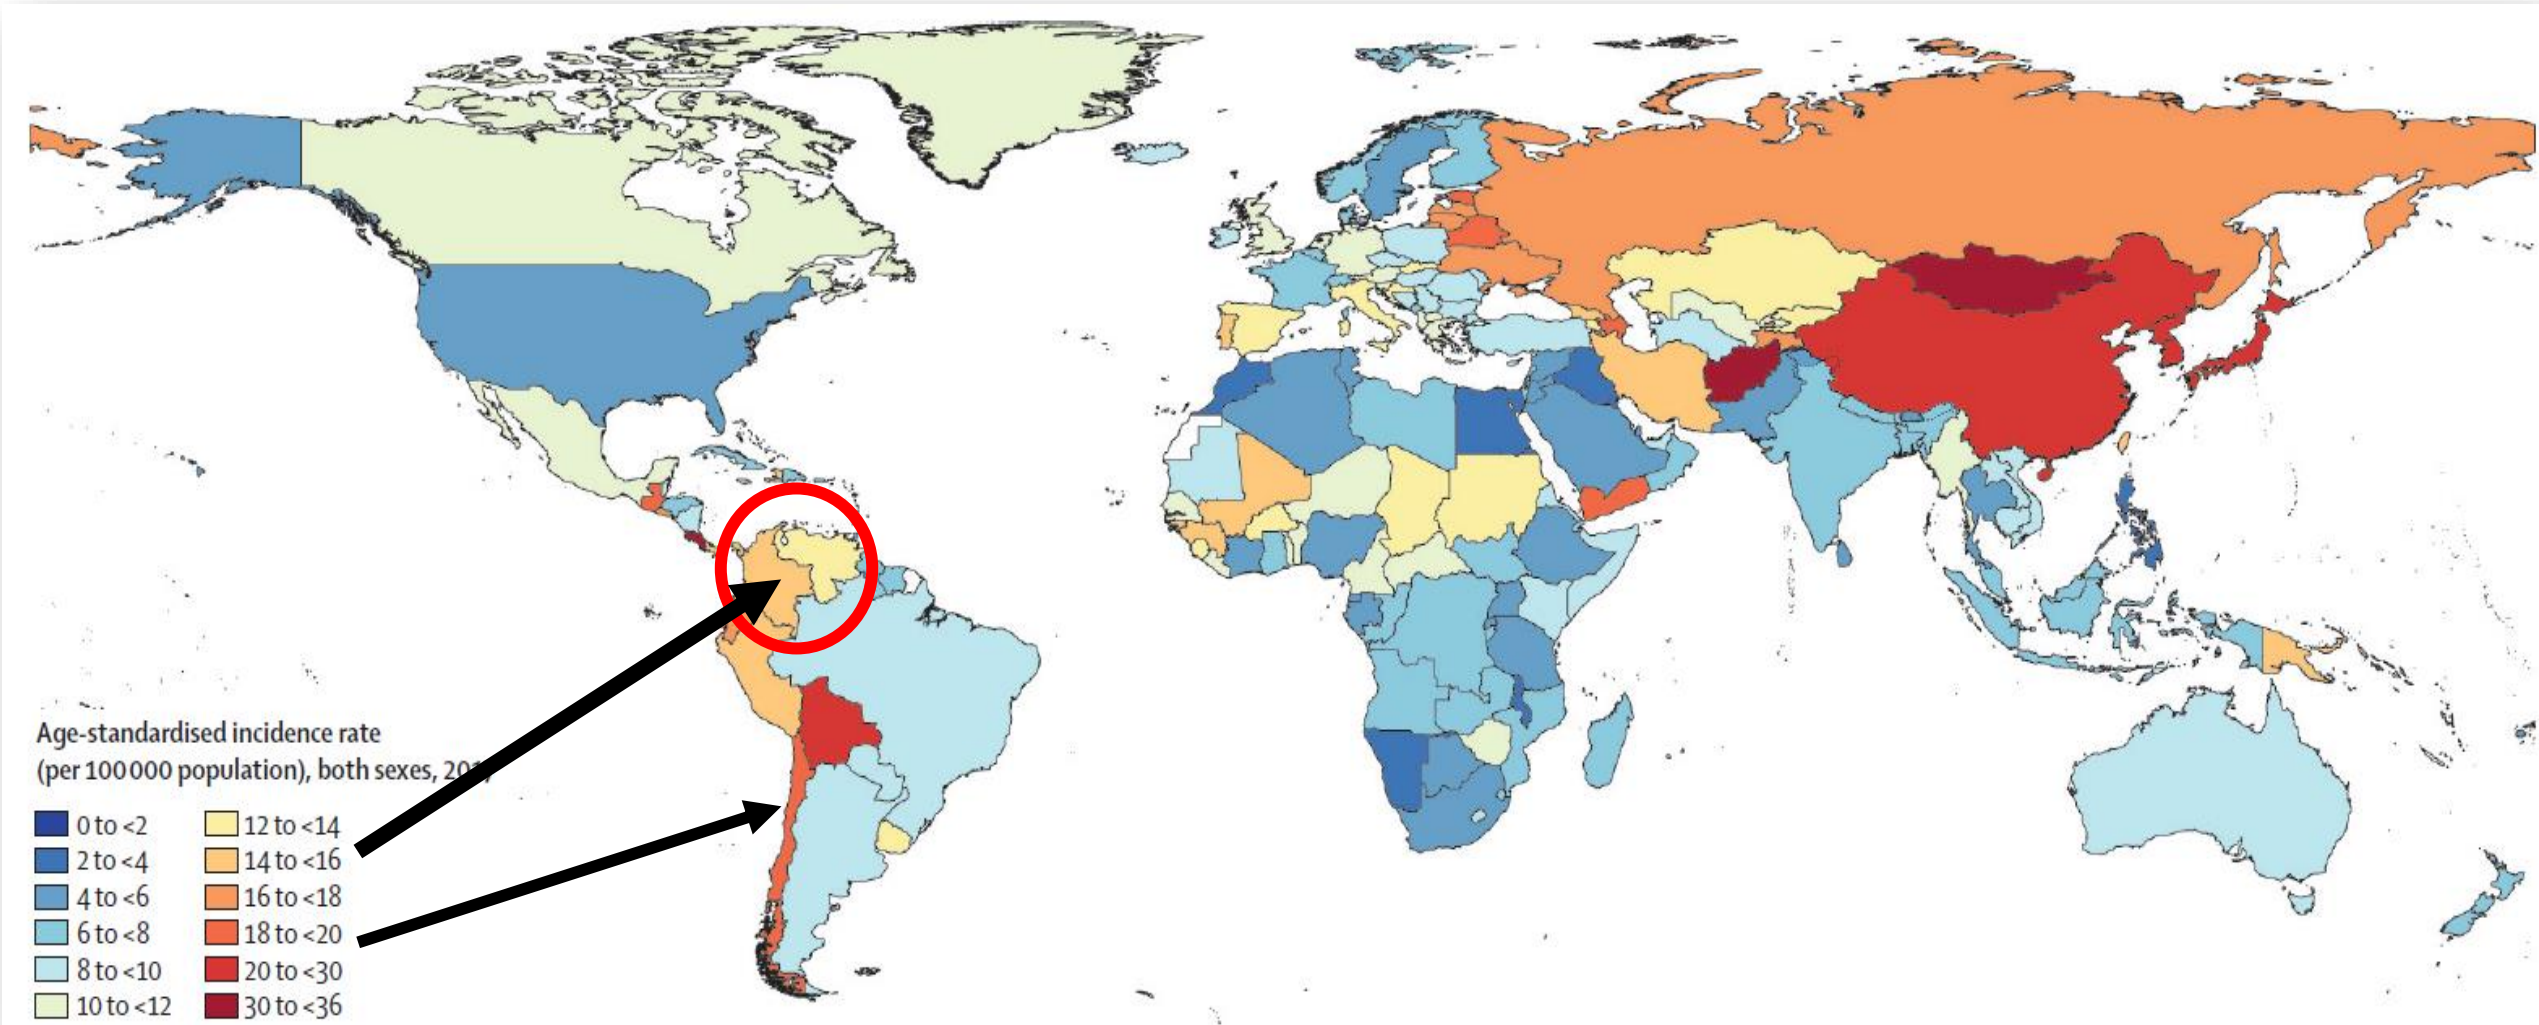 Age-standardised incidence rate
(per 100 000 population), both sexes,
0 to <2
2 to <4
4 to <6
6 to <8
8 to <10
10 to <12
12 to <14
14 to <16
16 to <18
18 to <20
20 to <30
30 to <36